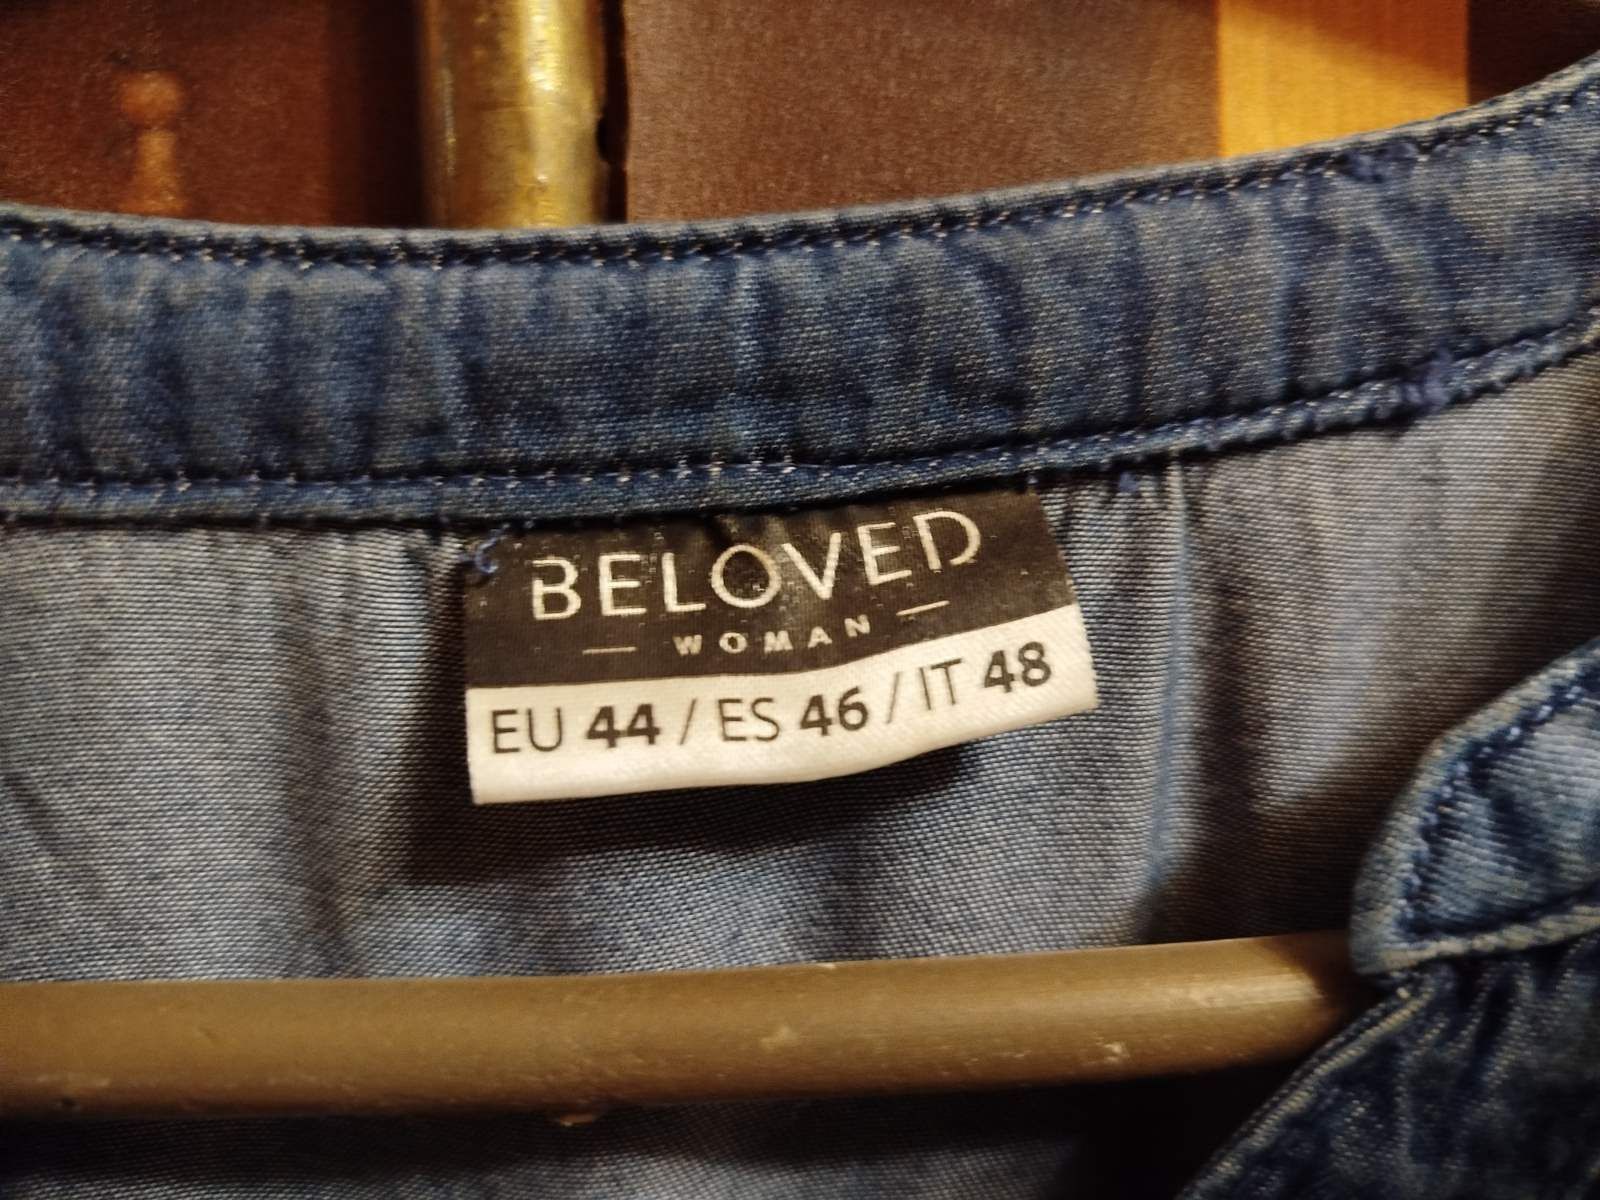 BELOVED
WOMAN
EU 44 / ES 46 / IT 48